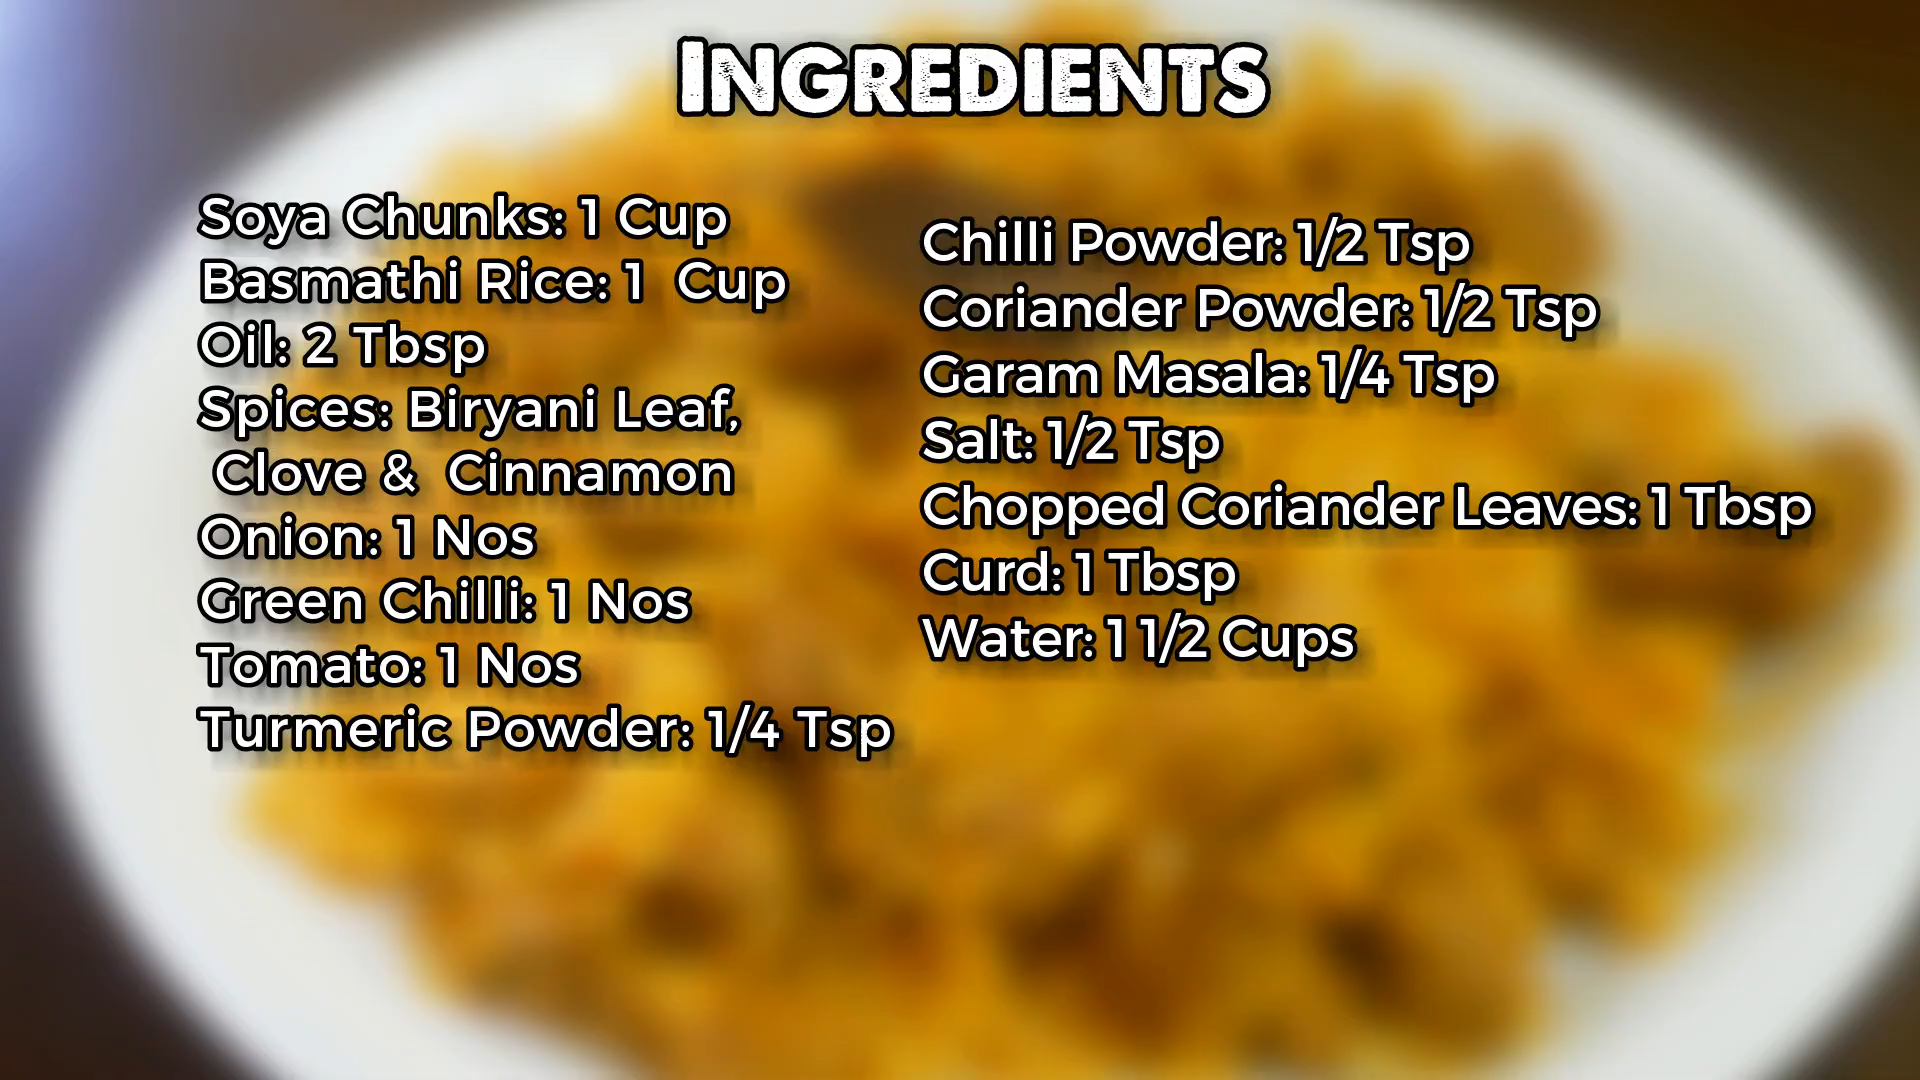 INGREDIENTS
Soya Chunks: 1 Cup
Basmathi Rice: 1 Cup
Oil: 2 Tbsp
Spices: Biryani Leaf,
Clove & Cinnamon
Onion: 1 Nos
Green Chilli: 1 Nos
Tomato: 1 Nos
Turmeric Powder: 1/4 Tsp
Chilli Powder: 1/2 Tsp
Coriander Powder: 1/2 Tsp
Garam Masala: 1/4 Tsp
Salt: 1/2 Tsp
Chopped Coriander Leaves: 1 Tbsp
Curd: 1 Tbsp
Water: 1 1/2 Cups